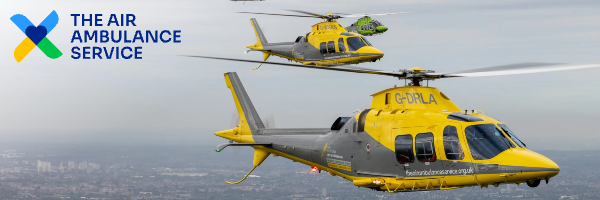 THE AIR
AMBULANCE
SERVICE
G-DRLA
theairambulanceservice.org.uk